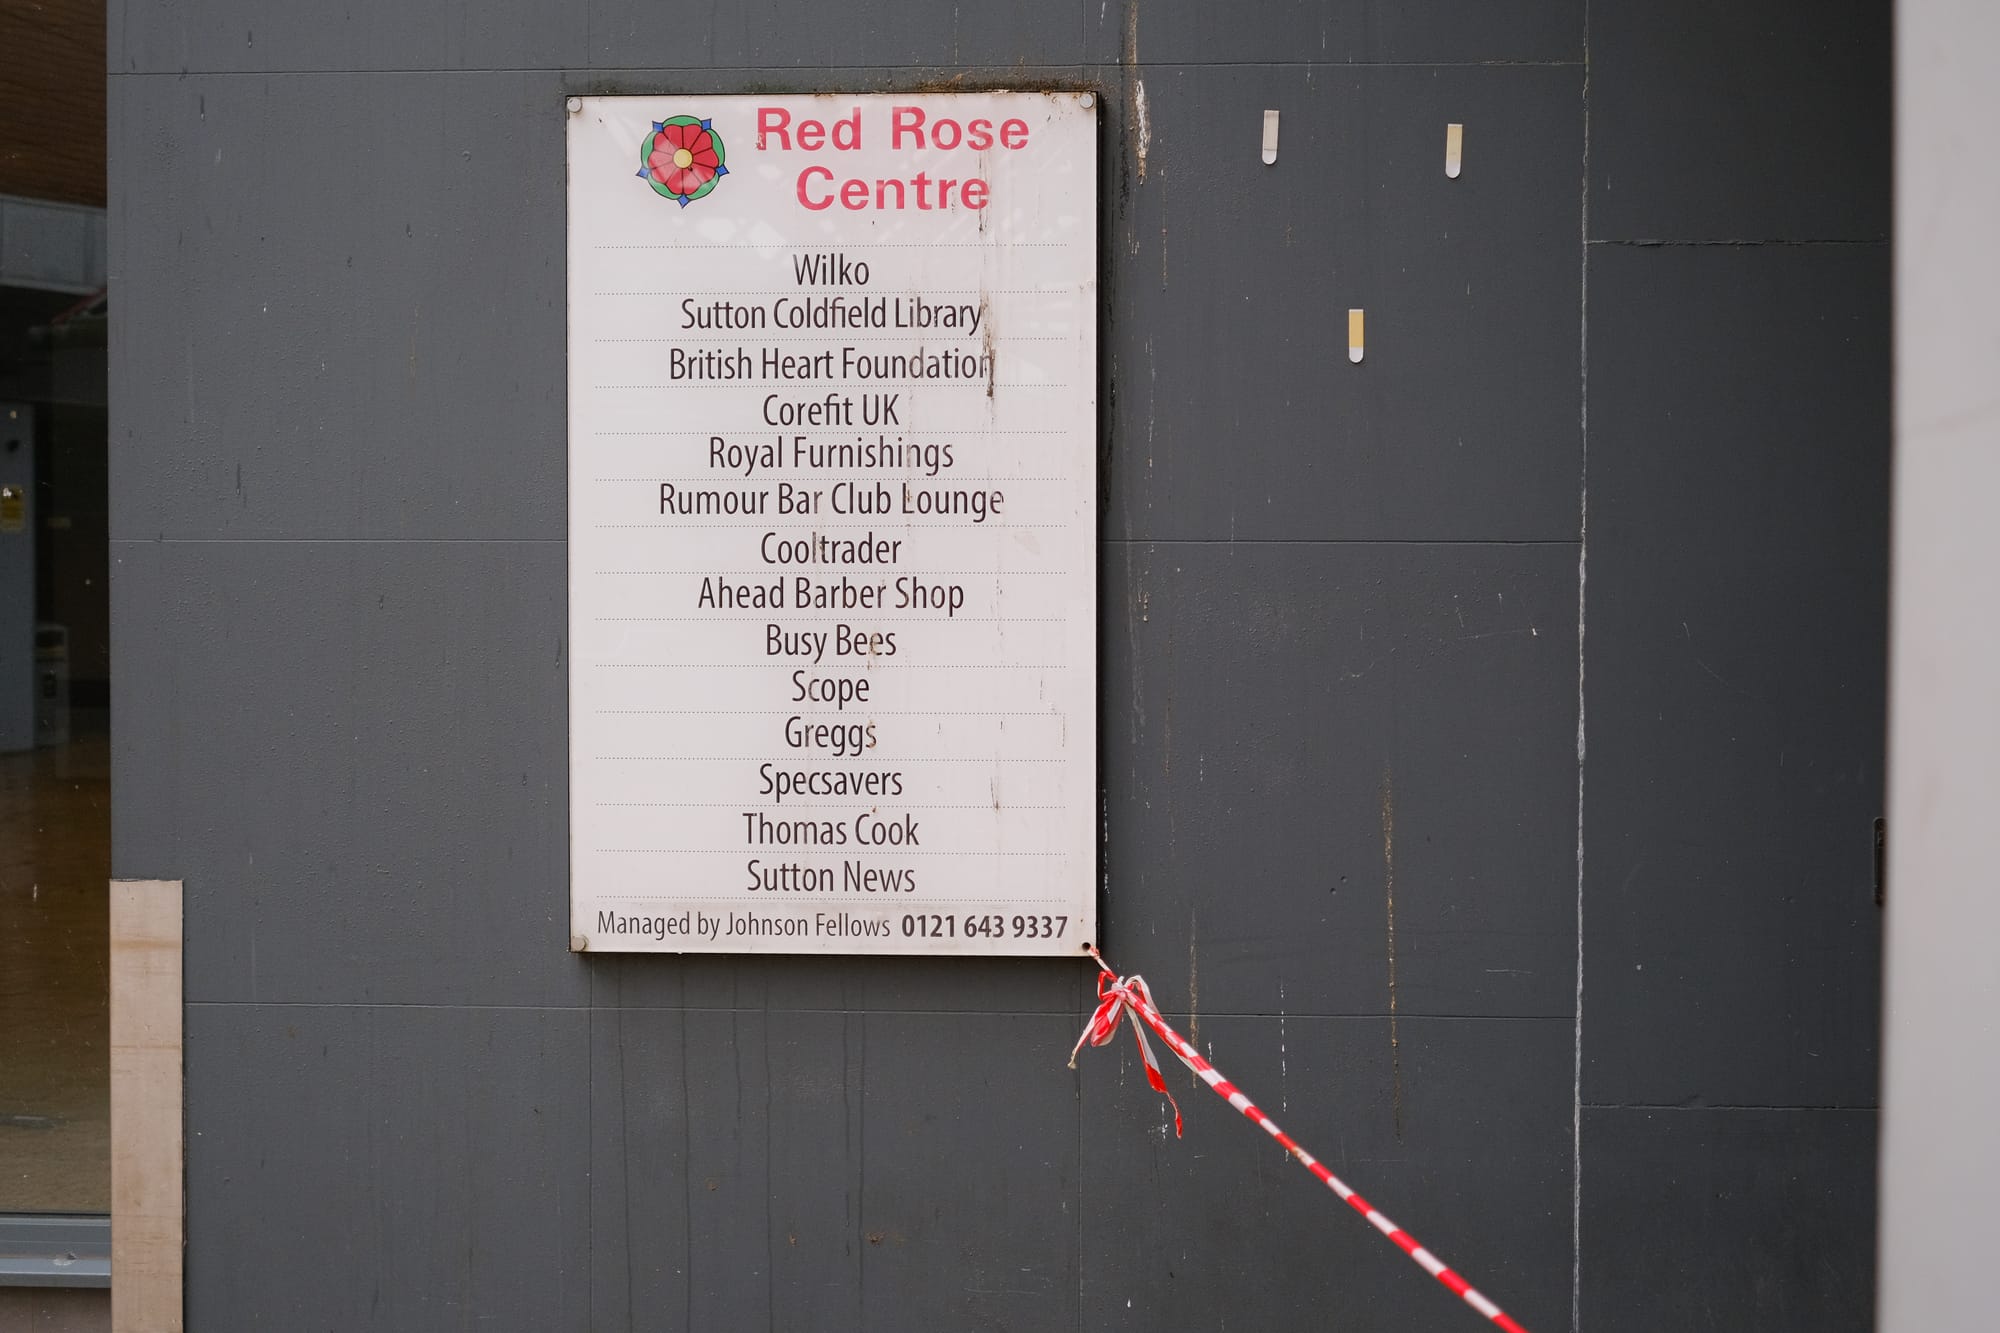 Red Rose
Centre
Wilko
Sutton Coldfield Library
British Heart Foundation
Corefit UK
Royal Furnishings
Rumour Bar Club Lounge
Cooltrader
Ahead Barber Shop
Busy Bees
Scope
Greggs
Specsavers
Thomas Cook
Sutton News
Managed by Johnson Fellows 0121 643 9337